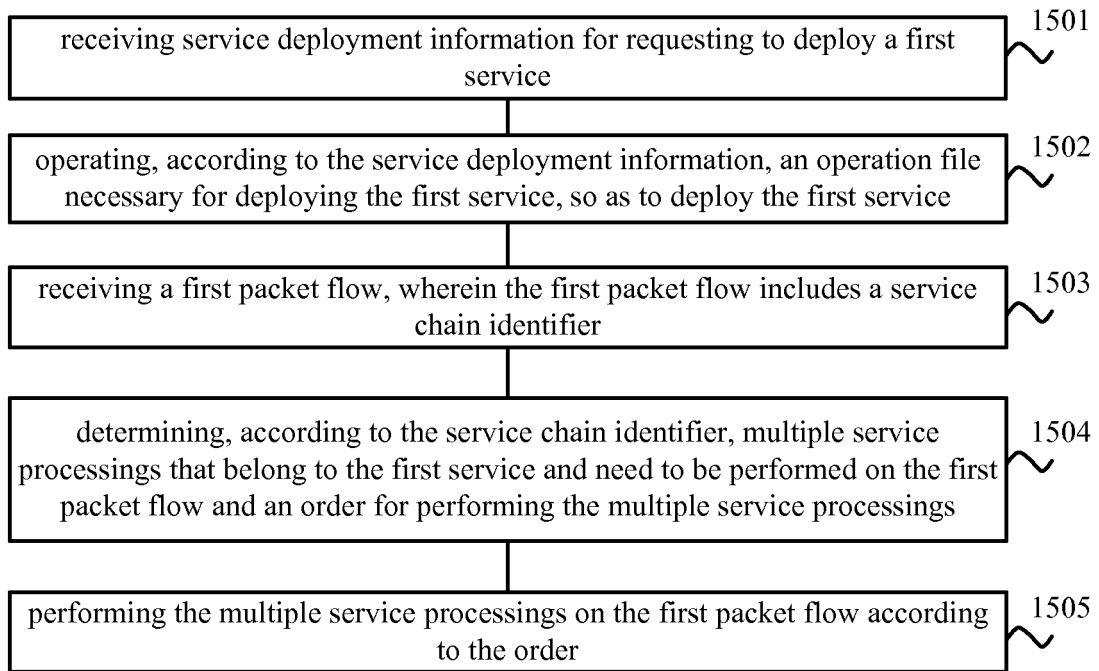 1501
receiving service deployment information for requesting to deploy a first
service
1502
operating, according to the service deployment information, an operation file
necessary for deploying the first service, so as to deploy the first service
1503
receiving a first packet flow, wherein the first packet flow includes a service
chain identifier
1504
determining, according to the service chain identifier, multiple service
processings that belong to the first service and need to be performed on the first
packet flow and an order for performing the multiple service processings
1505
performing the multiple service processings on the first packet flow according
to the order